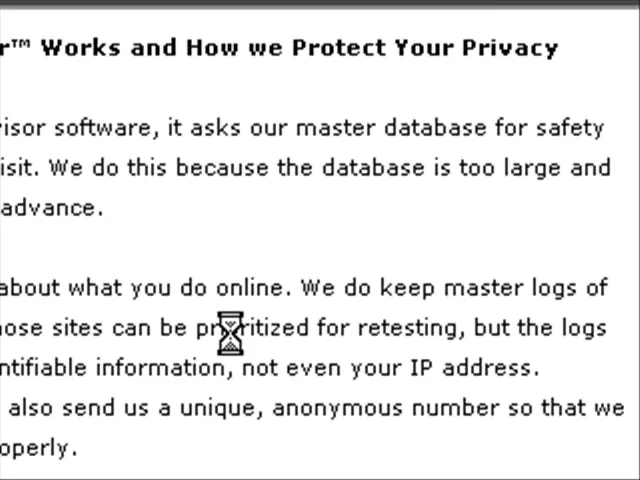 r™ Works and How we Protect Your Privacy
isor software, it asks our master database for safety
isit. We do this because the database is too large and
advance.
about what you do online. We do keep master logs of
ose sites can be prioritized for retesting, but the logs
ntifiable information, not even your IP address.
also send us a unique, anonymous number so that we
operly.